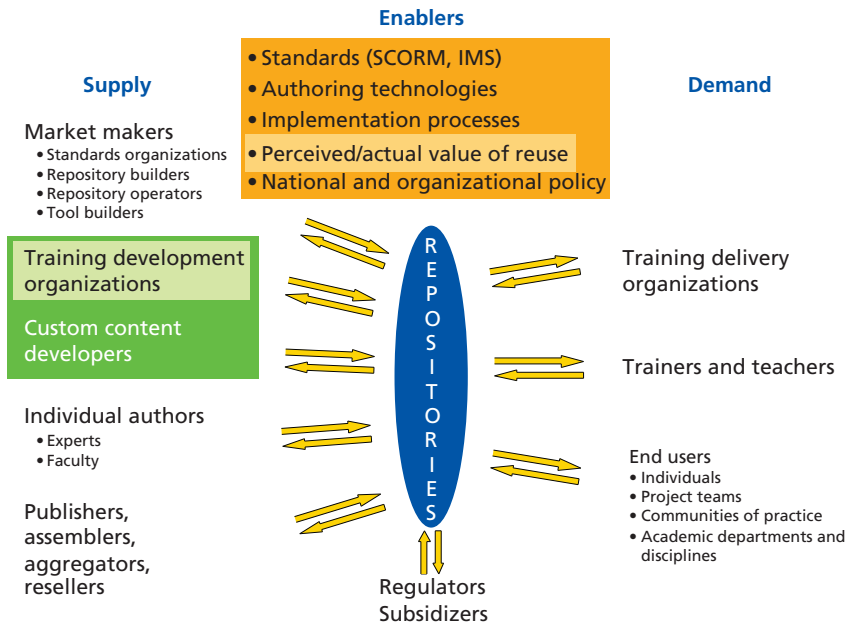 Enablers
• Standards (SCORM, IMS)
• Authoring technologies
• Implementation processes
• Perceived/actual value of reuse
• National and organizational policy
Supply
Market makers
• Standards organizations
• Repository builders
• Repository operators
• Tool builders
Training development
organizations
Custom content
developers
Individual authors
• Experts
• Faculty
Publishers,
assemblers,
aggregators,
resellers
REPOSITORIES
Regulators
Subsidizers
Demand
Training delivery
organizations
Trainers and teachers
End users
• Individuals
• Project teams
• Communities of practice
• Academic departments and
disciplines